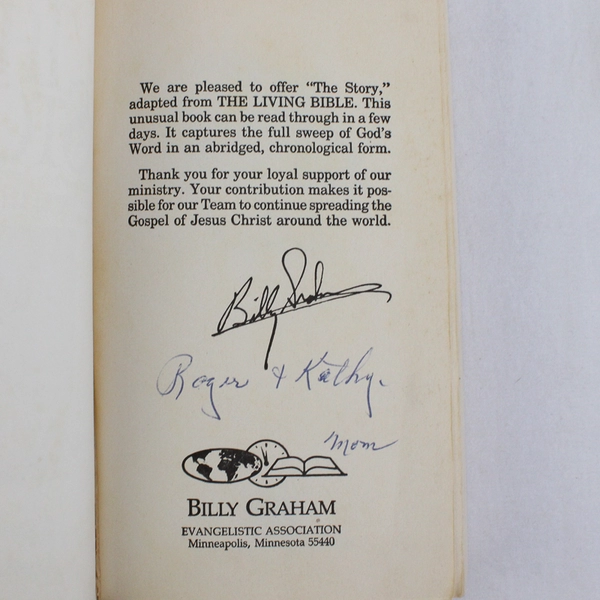 We are pleased to offer "The Story,"
adapted from THE LIVING BIBLE. This
unusual book can be read through in a few
days. It captures the full sweep of God's
Word in an abridged, chronological form.
Thank you for your loyal support of our
ministry. Your contribution makes it pos-
sible for our Team to continue spreading the
Gospel of Jesus Christ around the world.
Billy Graham
Roger & Kathy.
Mom
BILLY GRAHAM
EVANGELISTIC ASSOCIATION
Minneapolis, Minnesota 55440